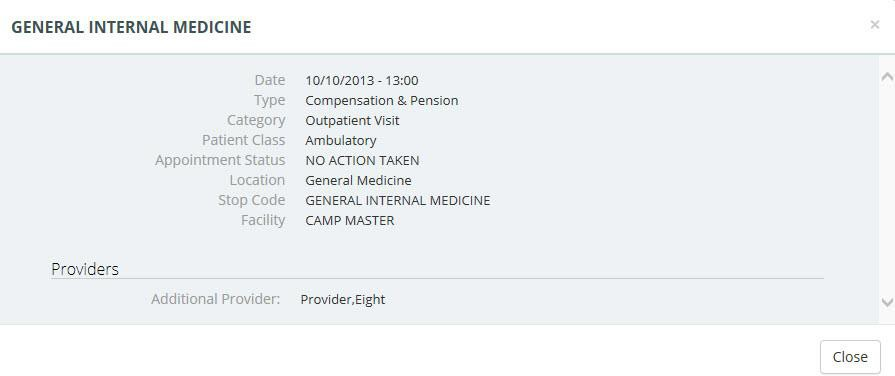 GENERAL INTERNAL MEDICINE ×
Date 10/10/2013 - 13:00
Type Compensation & Pension
Category Outpatient Visit
Patient Class Ambulatory
Appointment Status NO ACTION TAKEN
Location General Medicine
Stop Code GENERAL INTERNAL MEDICINE
Facility CAMP MASTER
Providers
Additional Provider: Provider,Eight
Close